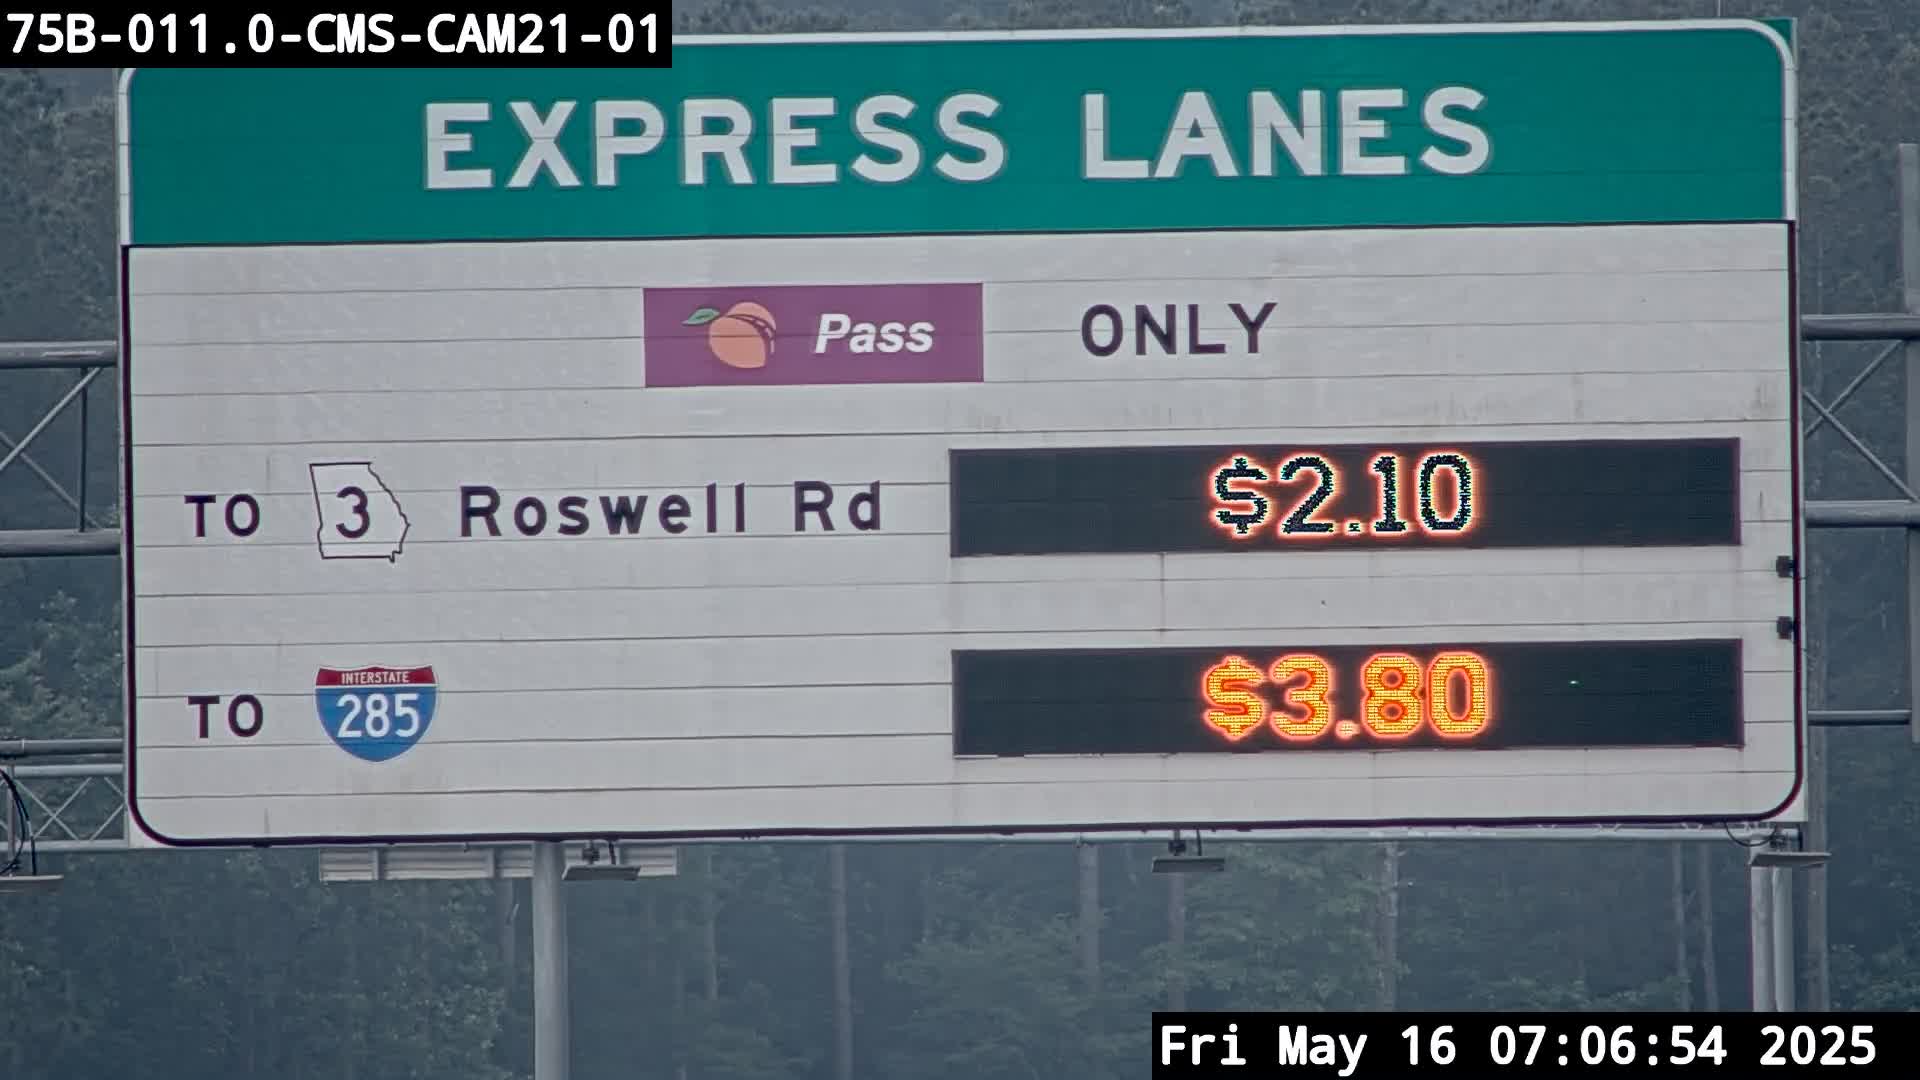 75B-011.0-CMS-CAM21-01
EXPRESS LANES
Pass ONLY
TO 3 Roswell Rd $2.10
TO INTERSTATE 285 $3.80
Fri May 16 07:06:54 2025